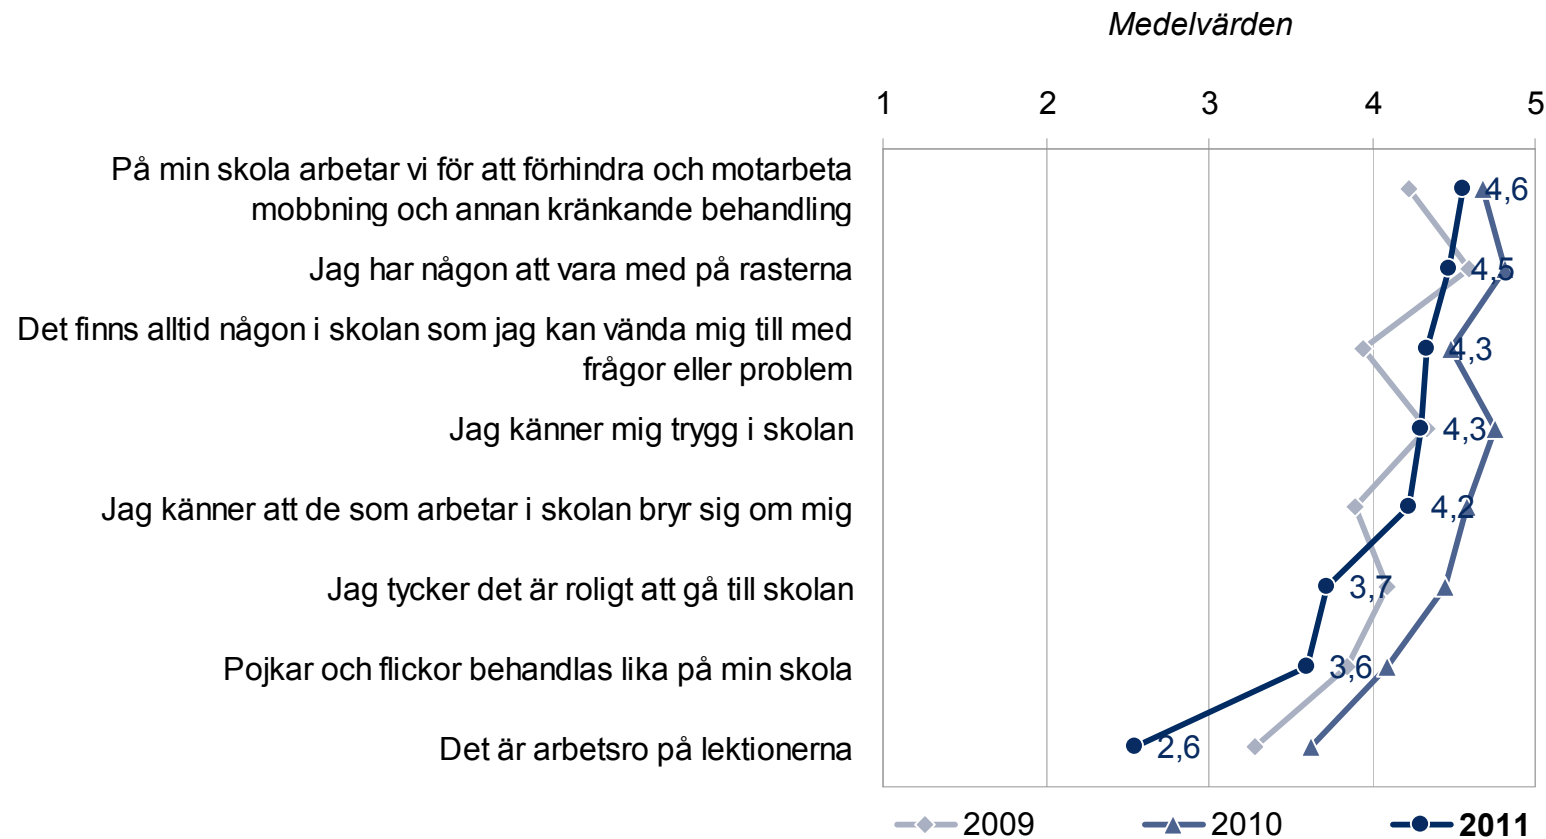 Medelvärden
1 2 3 4 5
På min skola arbetar vi för att förhindra och motarbeta
mobbning och annan kränkande behandling
4,6
Jag har någon att vara med på rasterna
4,5
Det finns alltid någon i skolan som jag kan vända mig till med
frågor eller problem
4,3
Jag känner mig trygg i skolan
4,3
Jag känner att de som arbetar i skolan bryr sig om mig
4,2
Jag tycker det är roligt att gå till skolan
3,7
Pojkar och flickor behandlas lika på min skola
3,6
Det är arbetsro på lektionerna
2,6
2009 2010 2011